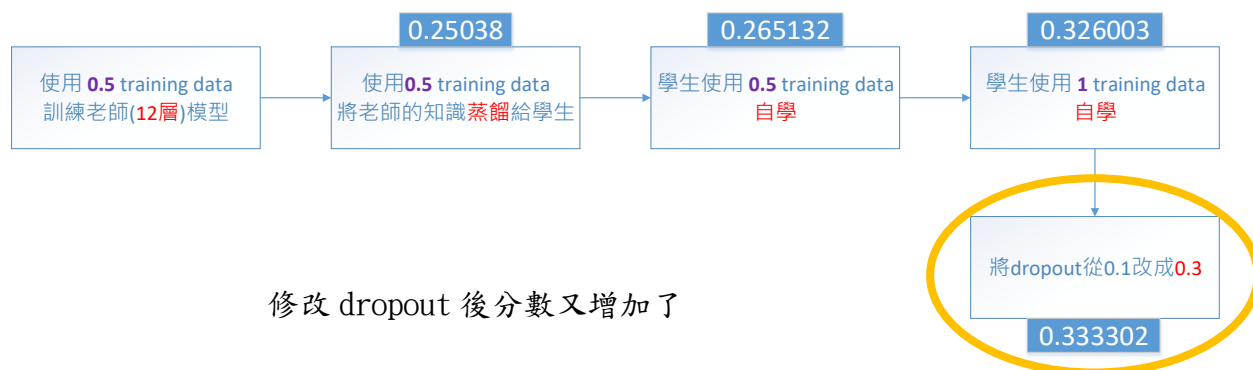 0.25038
0.265132
0.326003
使用 0.5 training data
訓練老師(12層)模型
使用0.5 training data
將老師的知識蒸餾給學生
學生使用 0.5 training data
自學
學生使用 1 training data
自學
將dropout從0.1改成0.3
修改 dropout 後分數又增加了
0.333302